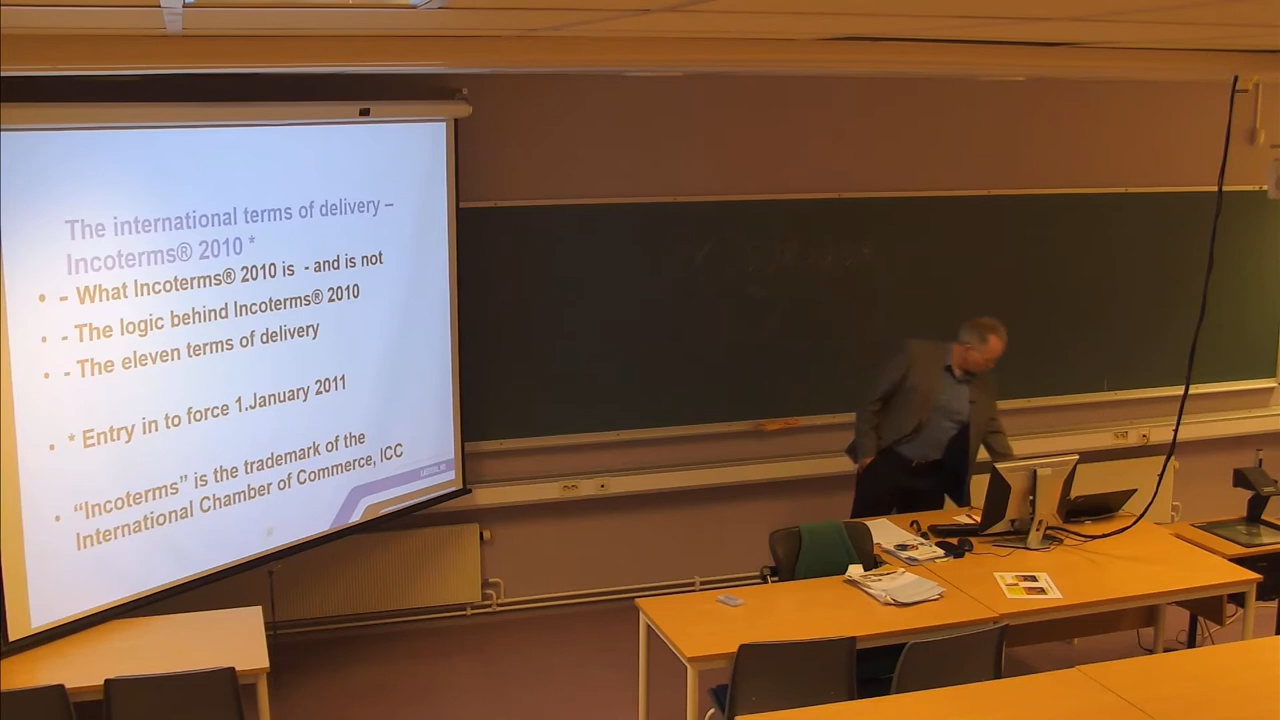 The international terms of delivery –
Incoterms® 2010 *
• - What Incoterms® 2010 is - and is not
• - The logic behind Incoterms® 2010
• - The eleven terms of delivery
• * Entry in to force 1.January 2011
• “Incoterms” is the trademark of the
International Chamber of Commerce, ICC